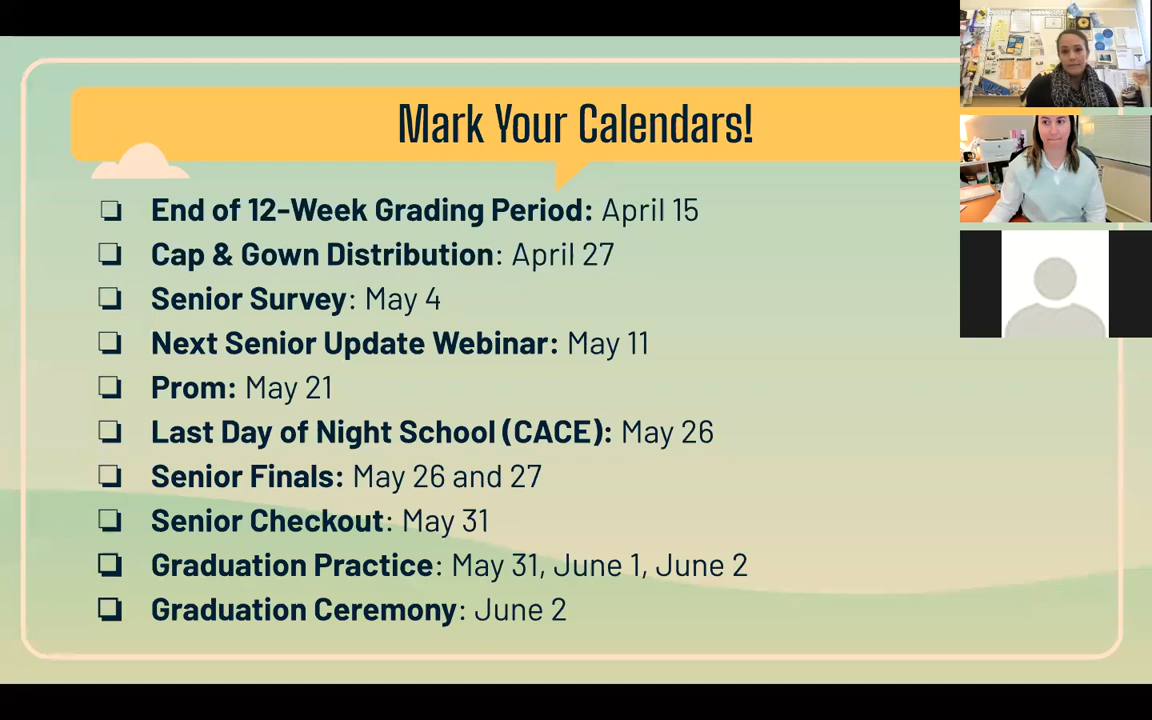 Mark Your Calendars!
End of 12-Week Grading Period: April 15
Cap & Gown Distribution: April 27
Senior Survey: May 4
Next Senior Update Webinar: May 11
Prom: May 21
Last Day of Night School (CACE): May 26
Senior Finals: May 26 and 27
Senior Checkout: May 31
Graduation Practice: May 31, June 1, June 2
Graduation Ceremony: June 2